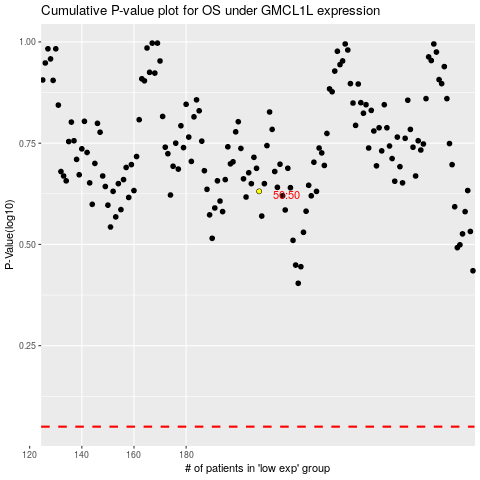 Cumulative P-value plot for OS under GMCL1L expression
1.00
0.75
0.50
0.25
P-Value(log10)
50:50
120 140 160 180
# of patients in 'low exp' group